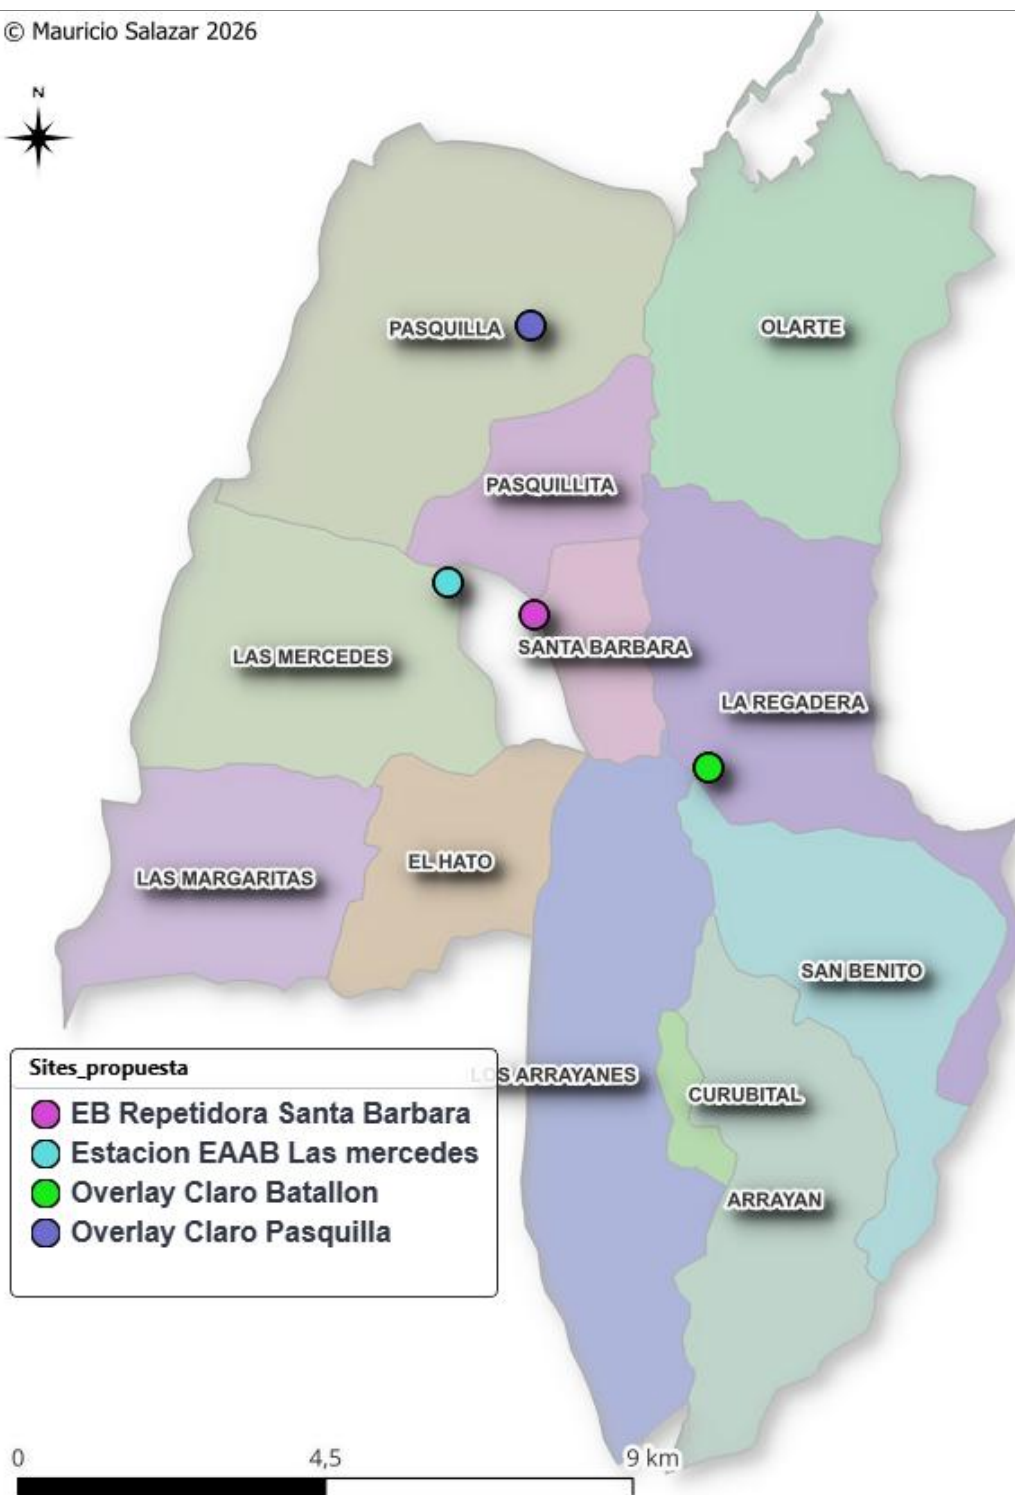 © Mauricio Salazar 2026
N
PASQUILLA
OLARTE
PASQUILLITA
SANTA BARBARA
LAS MERCEDES
LA REGADERA
EL HATO
LAS MARGARITAS
SAN BENITO
LOS ARRAYANES
CURUBITAL
ARRAYAN
Sites_propuesta
EB Repetidora Santa Barbara
Estacion EAAB Las mercedes
Overlay Claro Batallon
Overlay Claro Pasquilla
0 4,5 9 km